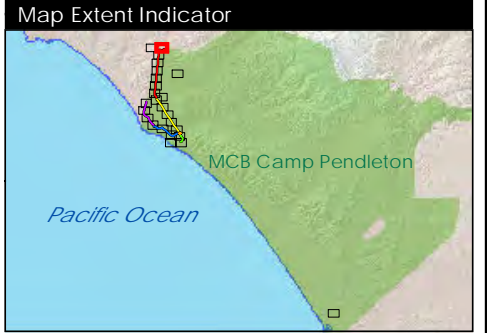 Map Extent Indicator
MCB Camp Pendleton
Pacific Ocean